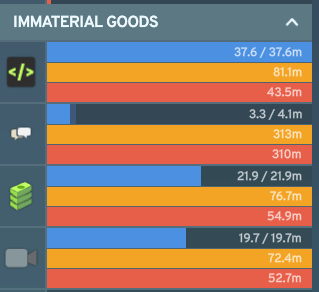 IMMATERIAL GOODS
</>
37.6 / 37.6m
81.1m
43.5m
3.3 / 4.1m
313m
310m
21.9 / 21.9m
76.7m
54.9m
19.7 / 19.7m
72.4m
52.7m